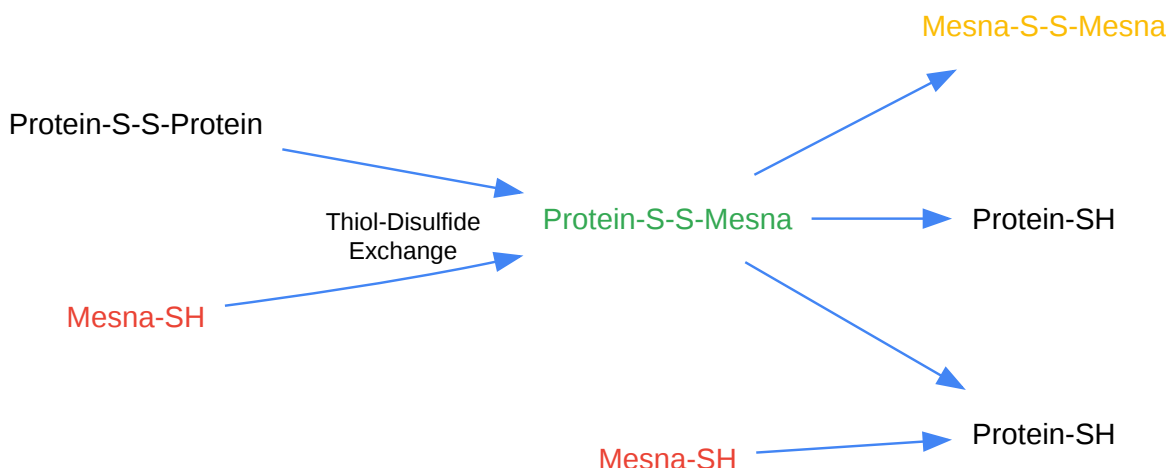 Mesna-S-S-Mesna
Protein-S-S-Protein
Thiol-Disulfide
Exchange
Protein-S-S-Mesna
Protein-SH
Mesna-SH
Protein-SH
Mesna-SH